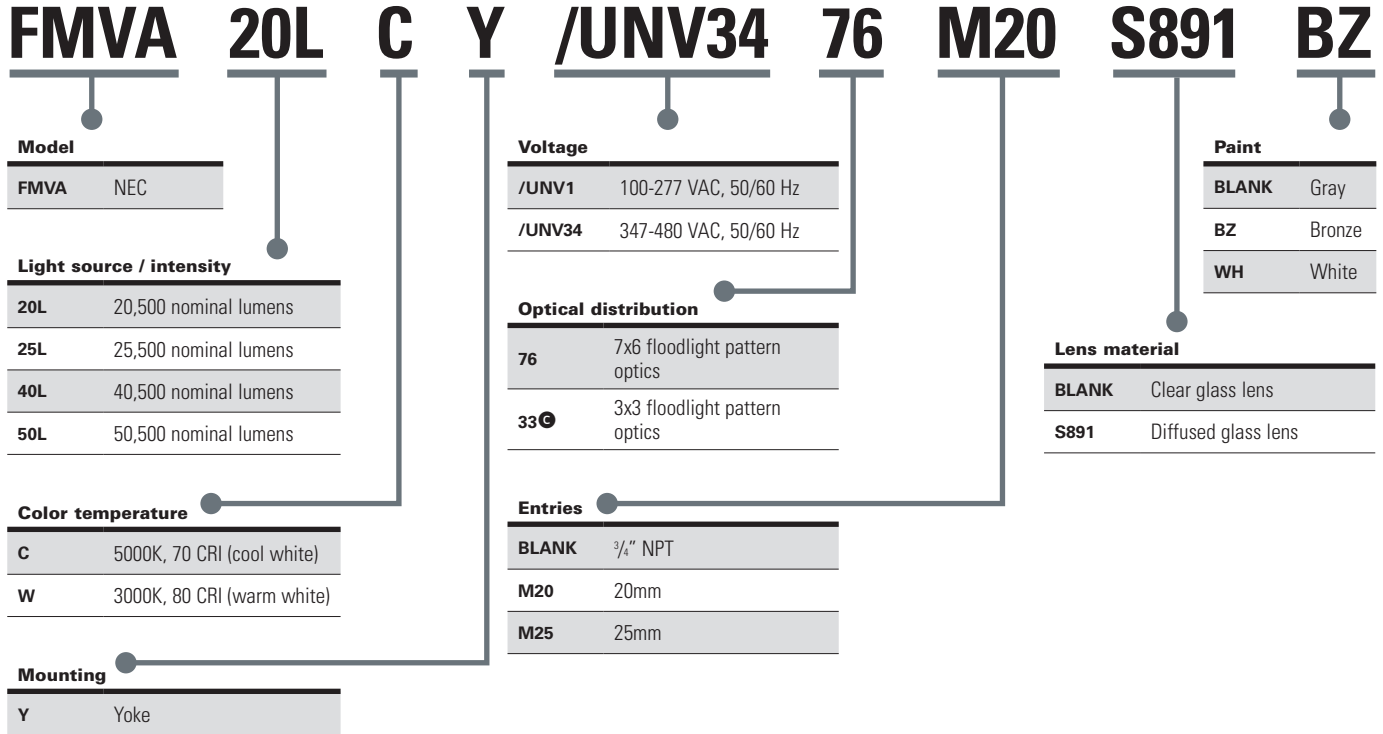 FMVA 20L C Y /UNV34 76 M20 S891 BZ
Model
FMVA NEC
Light source / intensity
20L 20,500 nominal lumens
25L 25,500 nominal lumens
40L 40,500 nominal lumens
50L 50,500 nominal lumens
Color temperature
C 5000K, 70 CRI (cool white)
W 3000K, 80 CRI (warm white)
Mounting
Y Yoke
Voltage
/UNV1 100-277 VAC, 50/60 Hz
/UNV34 347-480 VAC, 50/60 Hz
Optical distribution
76 7x6 floodlight pattern
optics
33🅒 3x3 floodlight pattern
optics
Entries
BLANK ¾" NPT
M20 20mm
M25 25mm
Lens material
BLANK Clear glass lens
S891 Diffused glass lens
Paint
BLANK Gray
BZ Bronze
WH White